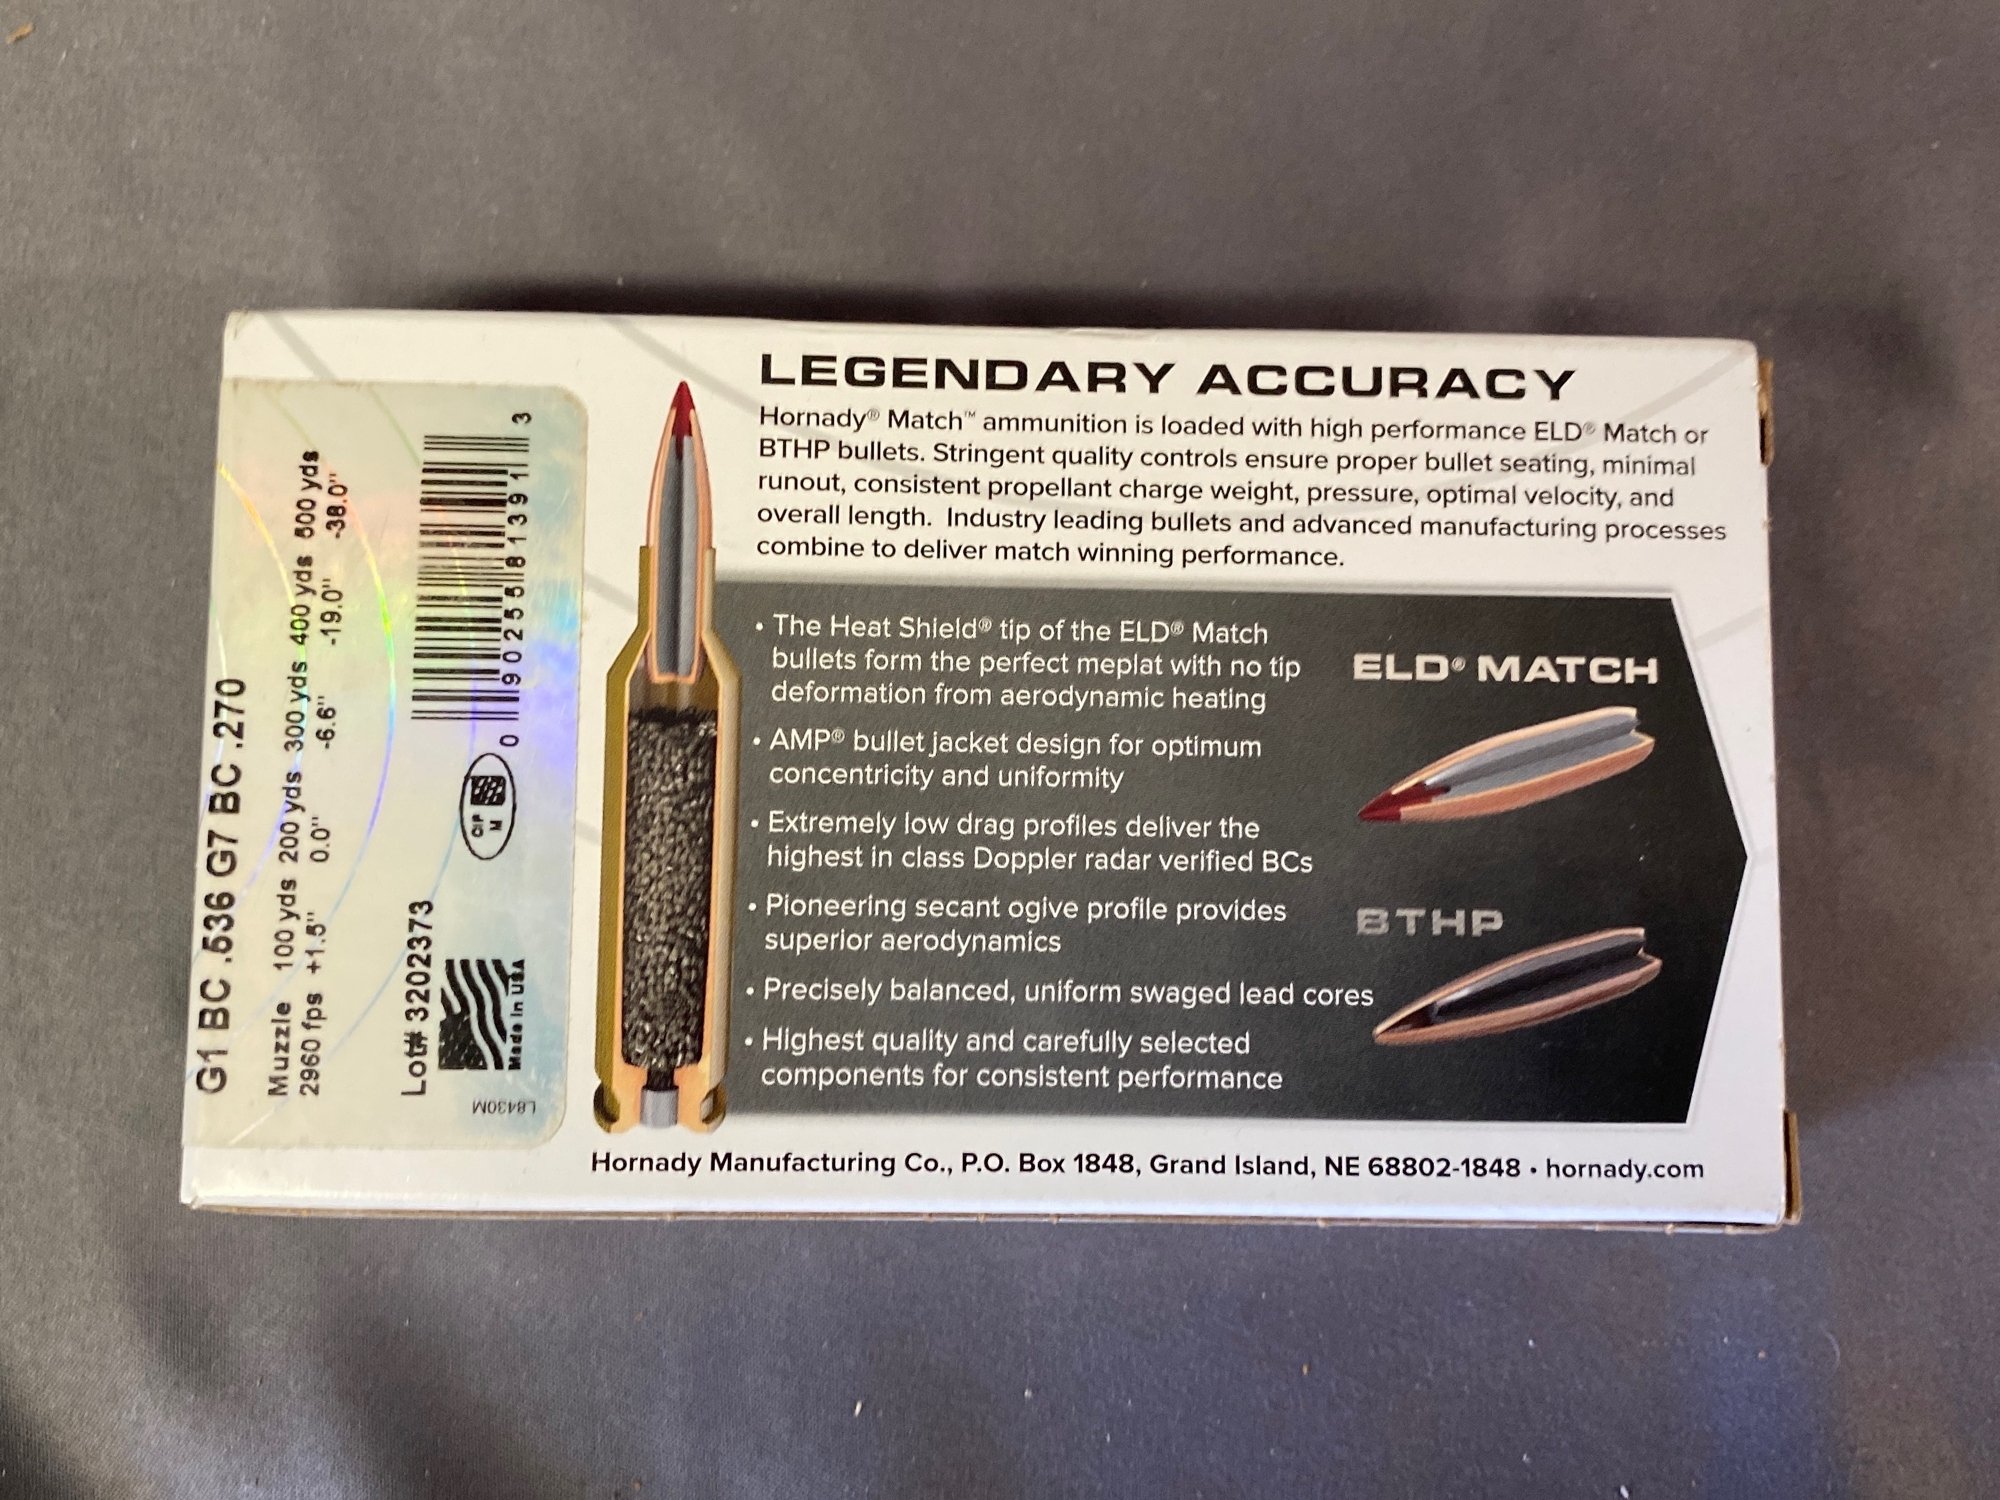 LEGENDARY ACCURACY
Hornady® Match™ ammunition is loaded with high performance ELD® Match or
BTHP bullets. Stringent quality controls ensure proper bullet seating, minimal
runout, consistent propellant charge weight, pressure, optimal velocity, and
overall length. Industry leading bullets and advanced manufacturing processes
combine to deliver match winning performance.
• The Heat Shield® tip of the ELD® Match
bullets form the perfect meplat with no tip
deformation from aerodynamic heating
• AMP® bullet jacket design for optimum
concentricity and uniformity
• Extremely low drag profiles deliver the
highest in class Doppler radar verified BCs
• Pioneering secant ogive profile provides
superior aerodynamics
• Precisely balanced, uniform swaged lead cores
• Highest quality and carefully selected
components for consistent performance
ELD® MATCH
BTHP
Hornady Manufacturing Co., P.O. Box 1848, Grand Island, NE 68802-1848 • hornady.com
G1 BC .536 G7 BC .270
Muzzle 100 yds 200 yds 300 yds 400 yds 500 yds
2960 fps +1.5" 0.0" -6.6" -19.0" -38.0"
Lot# 3202373
0 90255 81391 3
CIP
M
Made in USA
L8430M